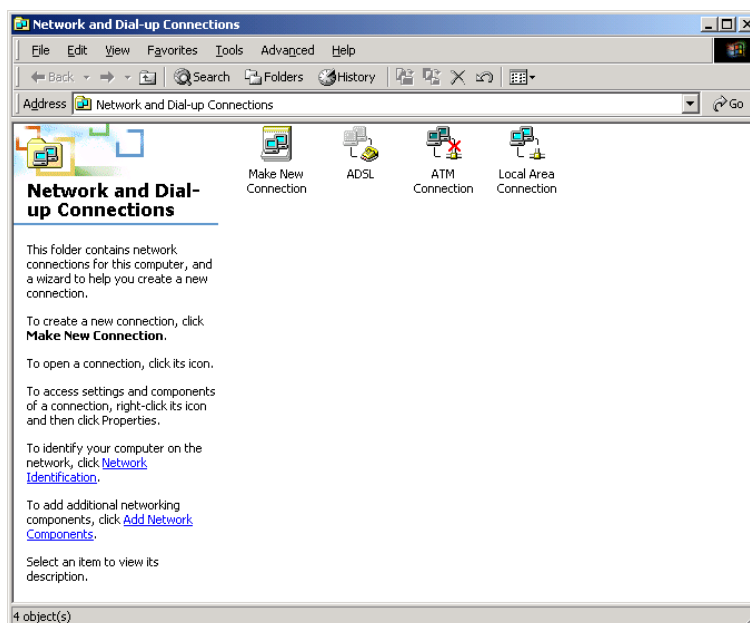 Network and Dial-up Connections
File Edit View Favorites Tools Advanced Help
Back Search Folders History
Address Network and Dial-up Connections Go
Make New
Connection
ADSL
ATM
Connection
Local Area
Connection
Network and Dial-
up Connections
This folder contains network
connections for this computer, and
a wizard to help you create a new
connection.
To create a new connection, click
Make New Connection.
To open a connection, click its icon.
To access settings and components
of a connection, right-click its icon
and then click Properties.
To identify your computer on the
network, click Network
Identification.
To add additional networking
components, click Add Network
Components.
Select an item to view its
description.
4 object(s)